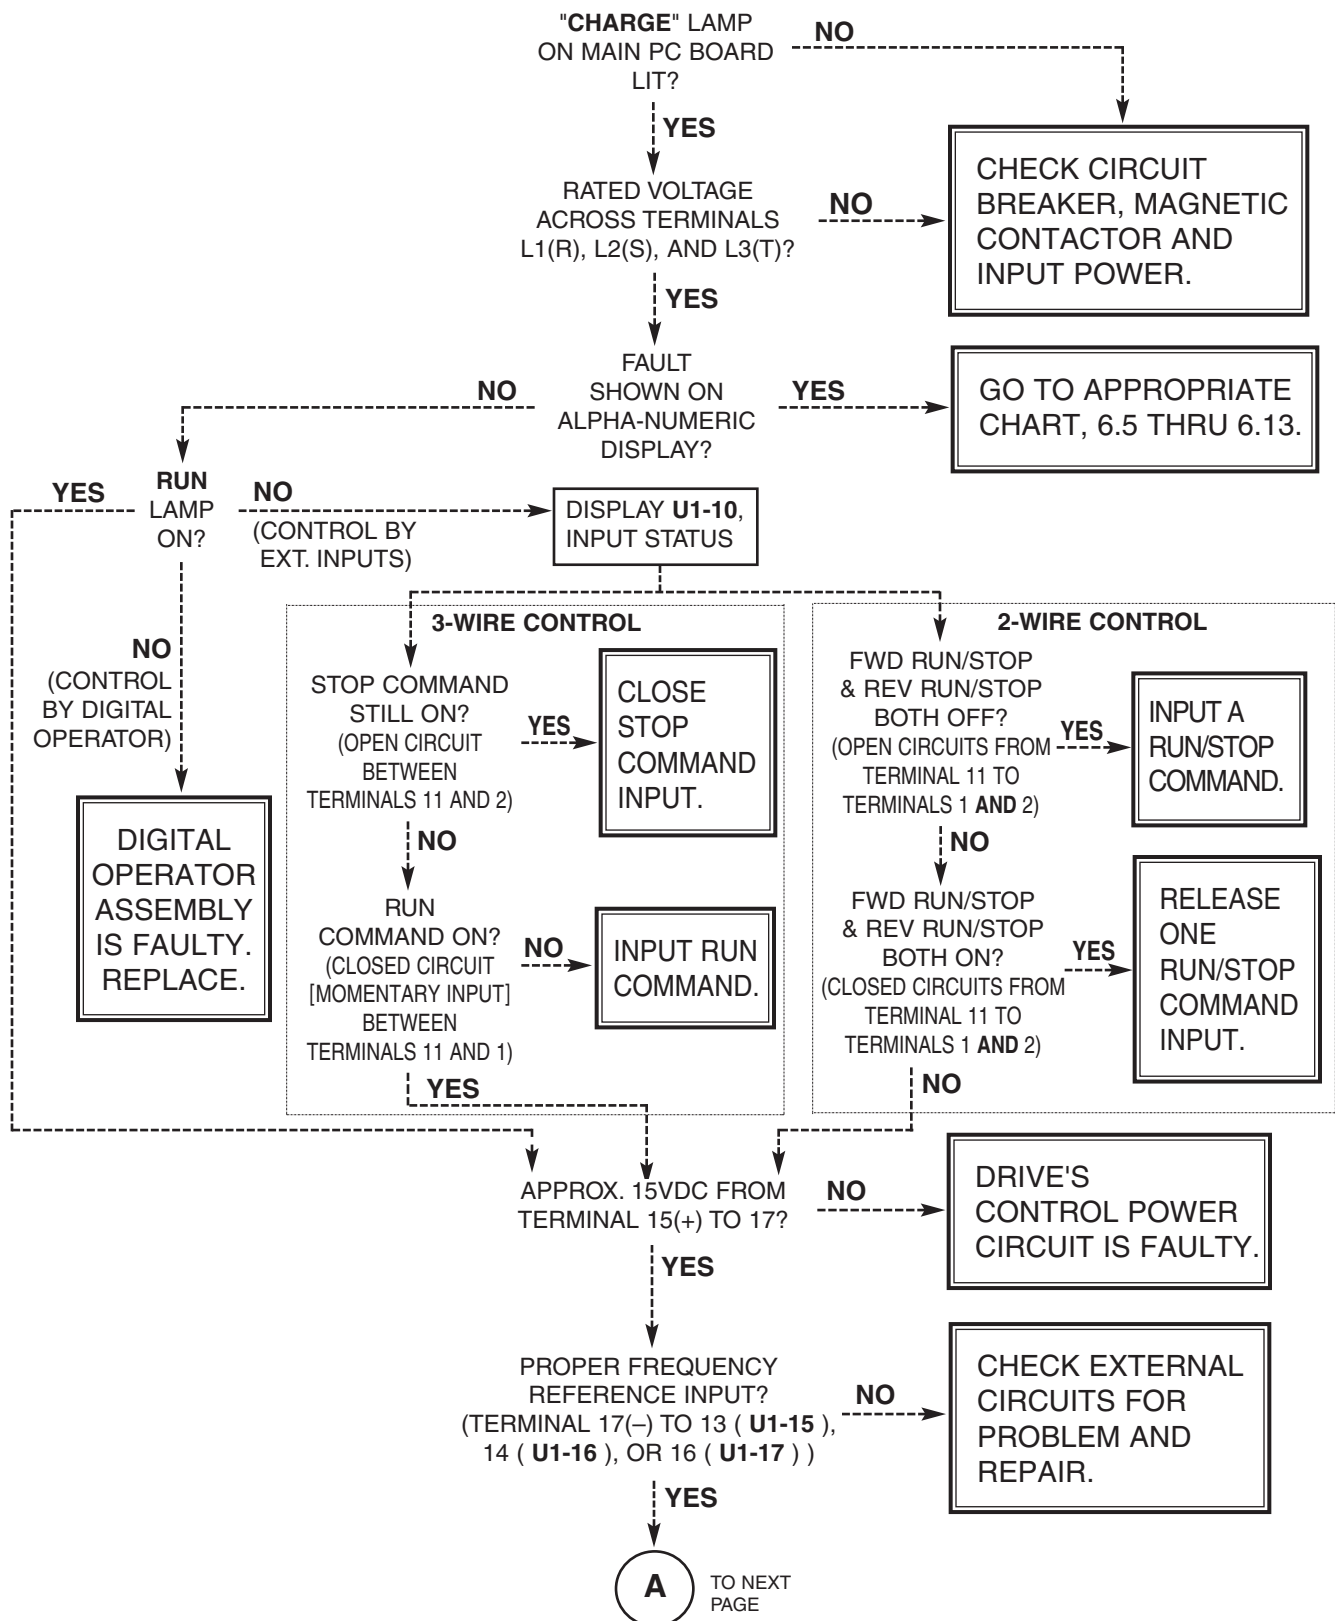 "CHARGE" LAMP
ON MAIN PC BOARD
LIT?
NO
YES
CHECK CIRCUIT
BREAKER, MAGNETIC
CONTACTOR AND
INPUT POWER.
RATED VOLTAGE
ACROSS TERMINALS
L1(R), L2(S), AND L3(T)?
NO
YES
FAULT
SHOWN ON
ALPHA-NUMERIC
DISPLAY?
NO
YES
GO TO APPROPRIATE
CHART, 6.5 THRU 6.13.
YES
RUN
LAMP
ON?
NO
(CONTROL BY
EXT. INPUTS)
DISPLAY U1-10,
INPUT STATUS
NO
(CONTROL
BY DIGITAL
OPERATOR)
DIGITAL
OPERATOR
ASSEMBLY
IS FAULTY.
REPLACE.
3-WIRE CONTROL
STOP COMMAND
STILL ON?
(OPEN CIRCUIT
BETWEEN
TERMINALS 11 AND 2)
YES
CLOSE
STOP
COMMAND
INPUT.
NO
RUN
COMMAND ON?
(CLOSED CIRCUIT
[MOMENTARY INPUT]
BETWEEN
TERMINALS 11 AND 1)
NO
INPUT RUN
COMMAND.
YES
2-WIRE CONTROL
FWD RUN/STOP
& REV RUN/STOP
BOTH OFF?
(OPEN CIRCUITS FROM
TERMINAL 11 TO
TERMINALS 1 AND 2)
YES
INPUT A
RUN/STOP
COMMAND.
NO
FWD RUN/STOP
& REV RUN/STOP
BOTH ON?
(CLOSED CIRCUITS FROM
TERMINAL 11 TO
TERMINALS 1 AND 2)
YES
RELEASE
ONE
RUN/STOP
COMMAND
INPUT.
NO
APPROX. 15VDC FROM
TERMINAL 15(+) TO 17?
NO
DRIVE'S
CONTROL POWER
CIRCUIT IS FAULTY.
YES
PROPER FREQUENCY
REFERENCE INPUT?
(TERMINAL 17(–) TO 13 ( U1-15 ),
14 ( U1-16 ), OR 16 ( U1-17 ) )
NO
CHECK EXTERNAL
CIRCUITS FOR
PROBLEM AND
REPAIR.
YES
A
TO NEXT
PAGE